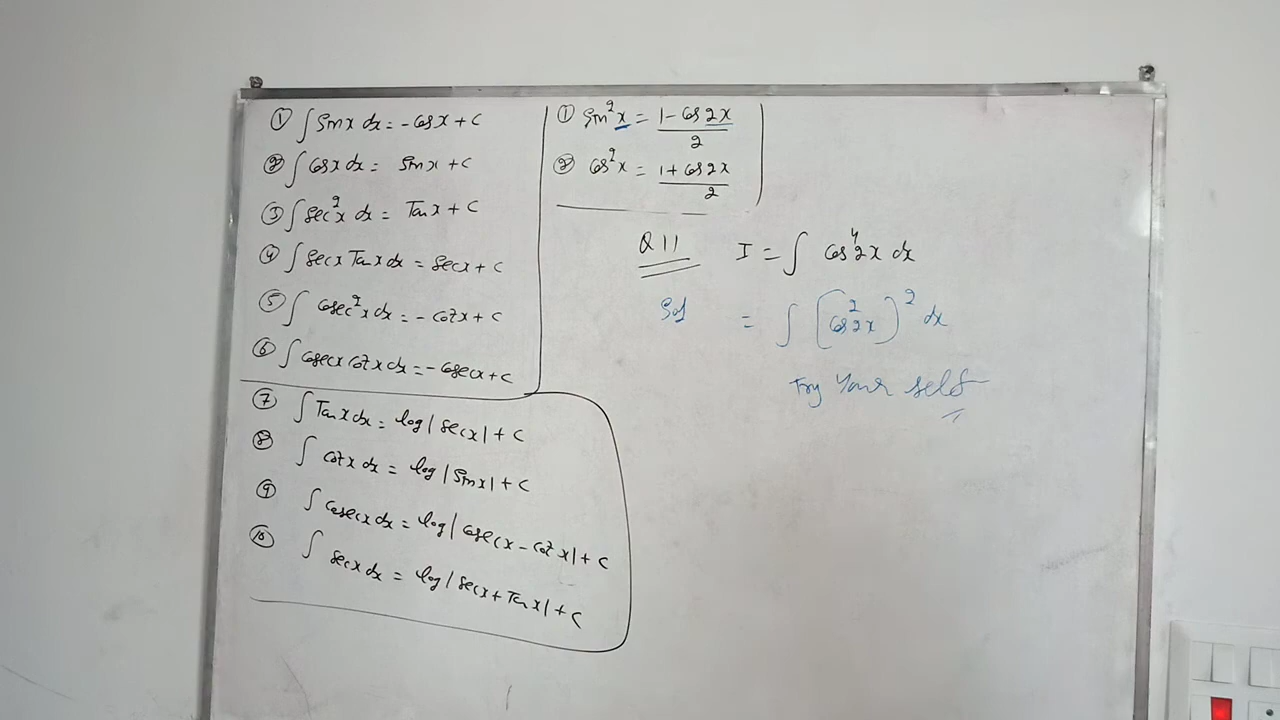 ① ∫ Sin x dx = -Cos x + C
② ∫ Cos x dx = Sin x + C
③ ∫ Sec²x dx = Tan x + C
④ ∫ Sec x Tan x dx = Sec x + C
⑤ ∫ Cosec²x dx = - Cot x + C
⑥ ∫ Cosec x Cot x dx = - Cosec x + C
⑦ ∫ Tan x dx = log | Sec x | + C
⑧ ∫ Cot x dx = log | Sin x | + C
⑨ ∫ Cosec x dx = log | Cosec x - Cot x | + C
⑩ ∫ Sec x dx = log | Sec x + Tan x | + C
① Sin²x = (1 - Cos 2x)/2
② Cos²x = (1 + Cos 2x)/2
Q 11 I = ∫ Cos⁴2x dx
Sol = ∫ (Cos²2x)² dx
Try Your self